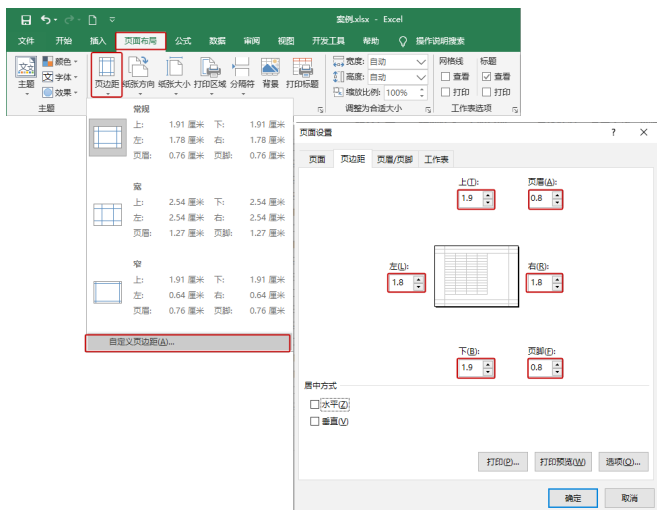 案例.xlsx - Excel
文件 开始 插入 页面布局 公式 数据 审阅 视图 开发工具 帮助 操作说明搜索
主题 颜色 字体 效果 页边距 纸张方向 纸张大小 打印区域 分隔符 背景 打印标题
宽度: 自动 网格线 标题
高度: 自动 查看 查看
缩放比例: 100% 打印 打印
主题 调整为合适大小 工作表选项
常规
上: 1.91 厘米 下: 1.91 厘米
左: 1.78 厘米 右: 1.78 厘米
页眉: 0.76 厘米 页脚: 0.76 厘米
宽
上: 2.54 厘米 下: 2.54 厘米
左: 2.54 厘米 右: 2.54 厘米
页眉: 1.27 厘米 页脚: 1.27 厘米
窄
上: 1.91 厘米 下: 1.91 厘米
左: 0.64 厘米 右: 0.64 厘米
页眉: 0.76 厘米 页脚: 0.76 厘米
自定义页边距(A)...
页面设置 ? ×
页面 页边距 页眉/页脚 工作表
上(T): 页眉(A):
1.9 0.8
左(L): 右(R):
1.8 1.8
下(B): 页脚(F):
1.9 0.8
居中方式
水平(Z)
垂直(V)
打印(P)... 打印预览(W) 选项(O)...
确定 取消